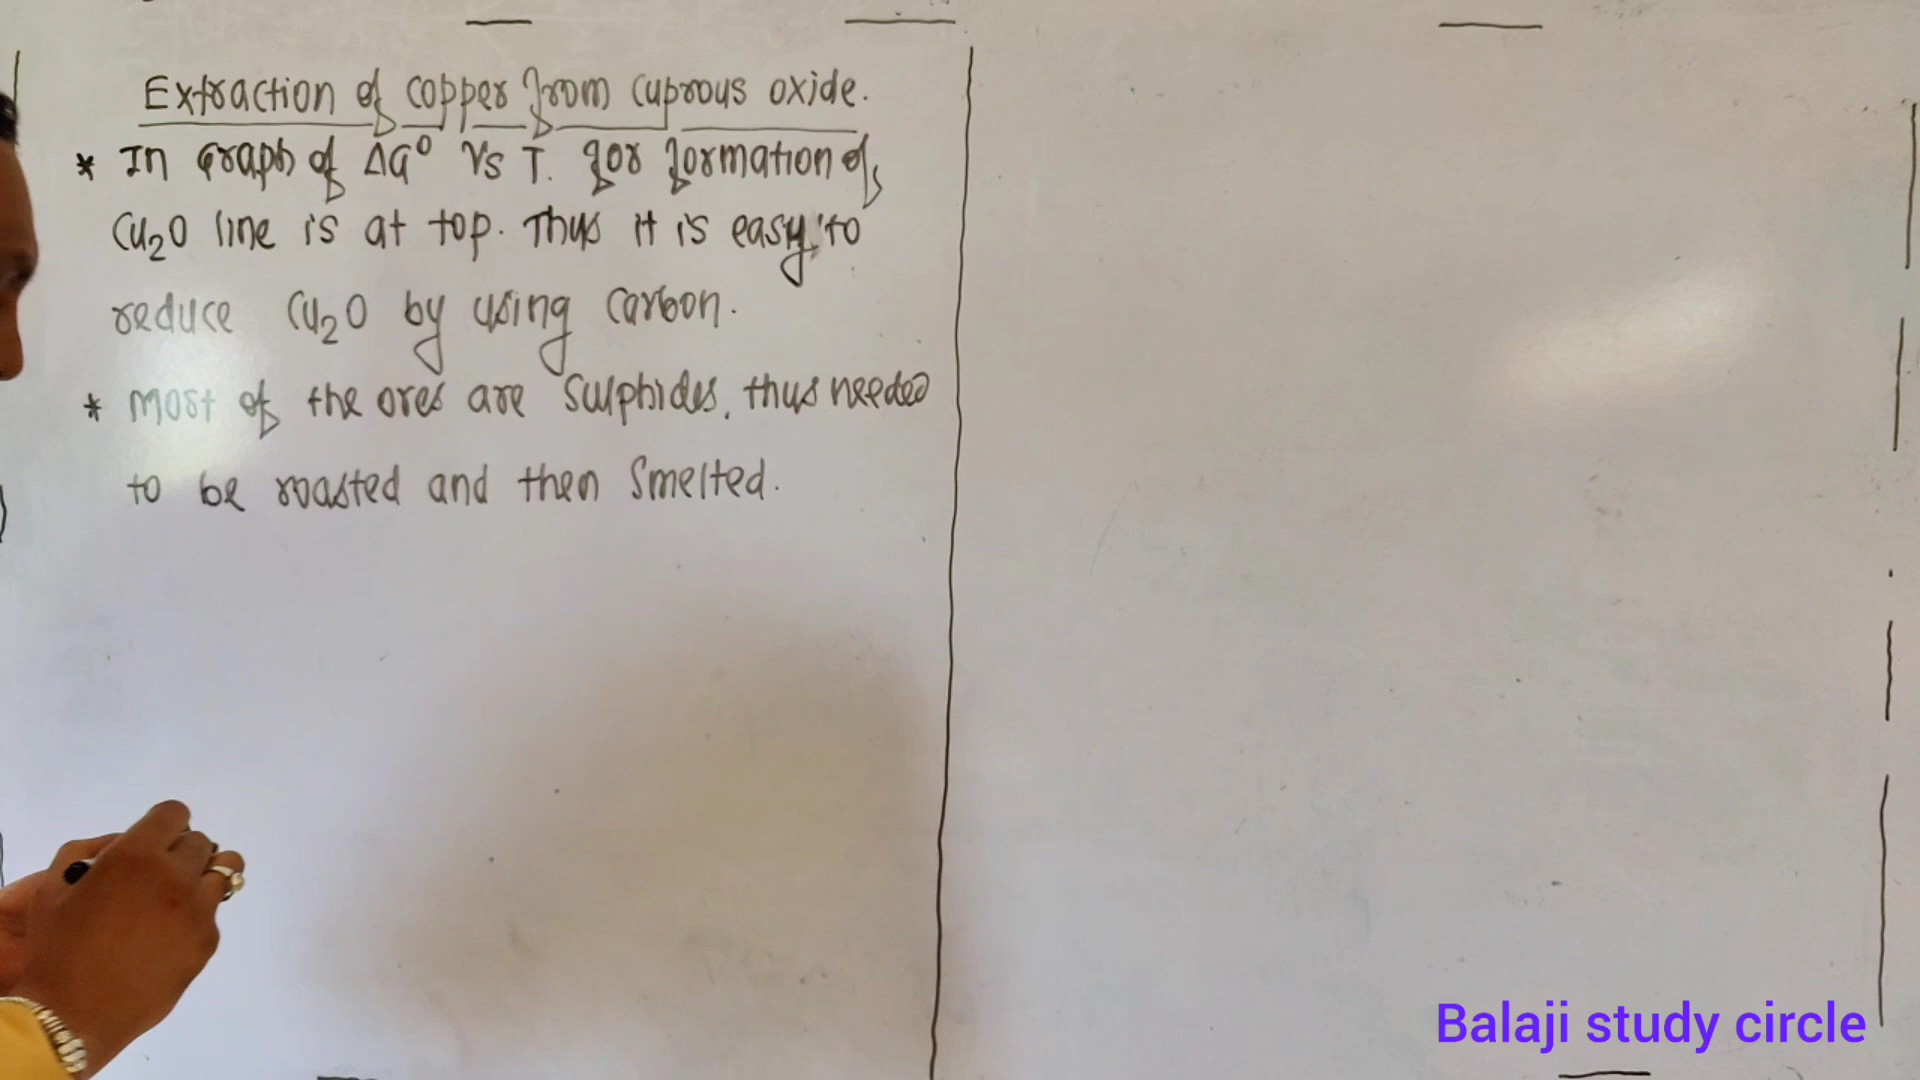 Extraction of copper from cuprous oxide.
* In Graph of ΔG° Vs T. for formation of
Cu₂O line is at top. Thus it is easy to
reduce Cu₂O by using carbon.
* Most of the ores are Sulphides, thus needed
to be roasted and then Smelted.
Balaji study circle